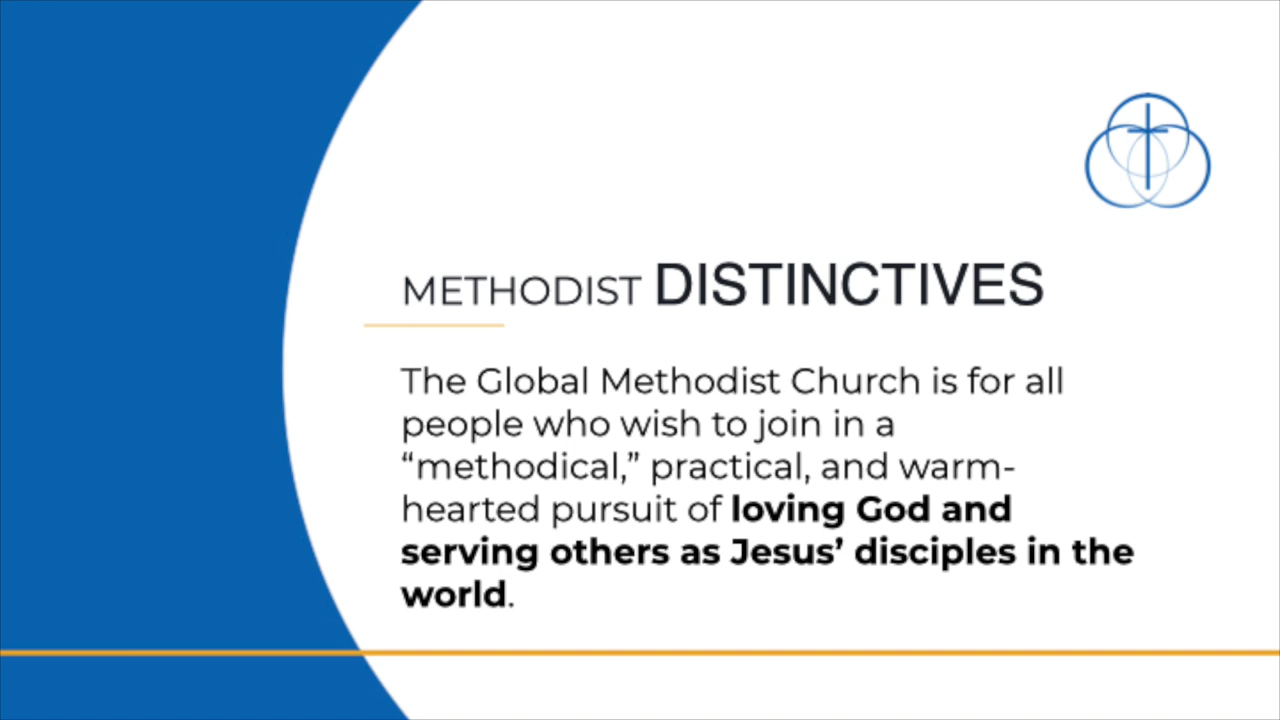 METHODIST DISTINCTIVES
The Global Methodist Church is for all
people who wish to join in a
“methodical,” practical, and warm-
hearted pursuit of loving God and
serving others as Jesus’ disciples in the
world.